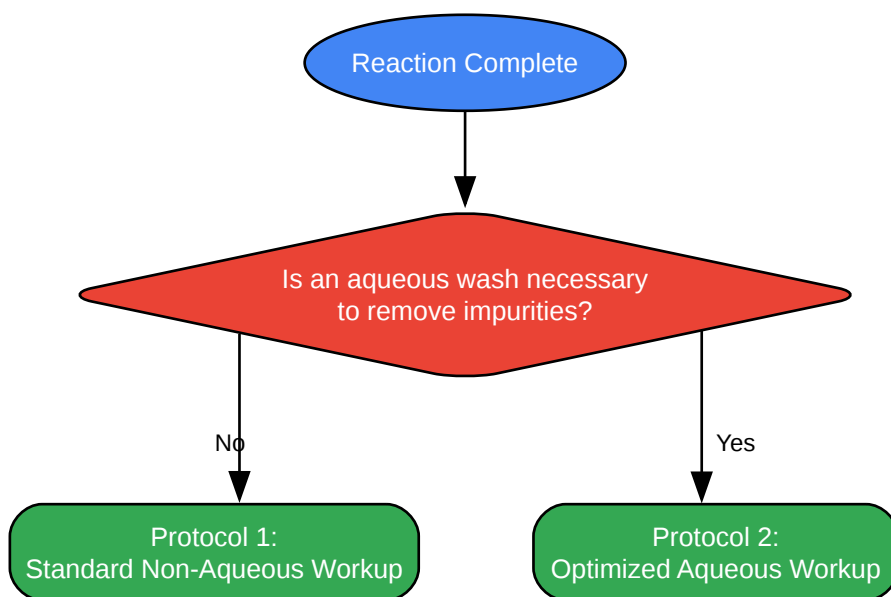 Reaction Complete
Is an aqueous wash necessary
to remove impurities?
No
Yes
Protocol 1:
Standard Non-Aqueous Workup
Protocol 2:
Optimized Aqueous Workup